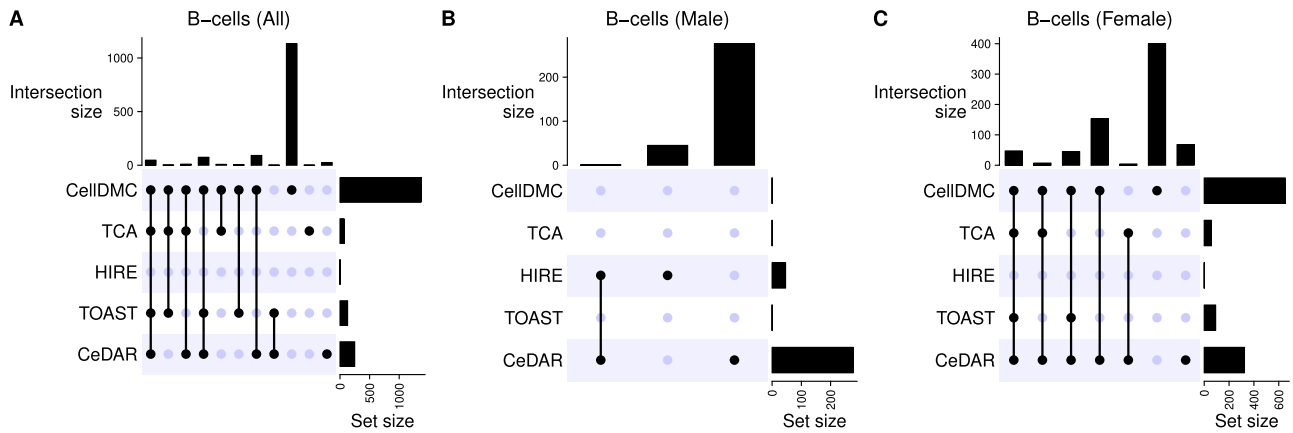 A
B-cells (All)
1000
500
0
Intersection
size
CellDMC
TCA
HIRE
TOAST
CeDAR
0
500
1000
Set size
B
B-cells (Male)
200
100
0
Intersection
size
CellDMC
TCA
HIRE
TOAST
CeDAR
0
100
200
Set size
C
B-cells (Female)
400
300
200
100
0
Intersection
size
CellDMC
TCA
HIRE
TOAST
CeDAR
0
200
400
600
Set size